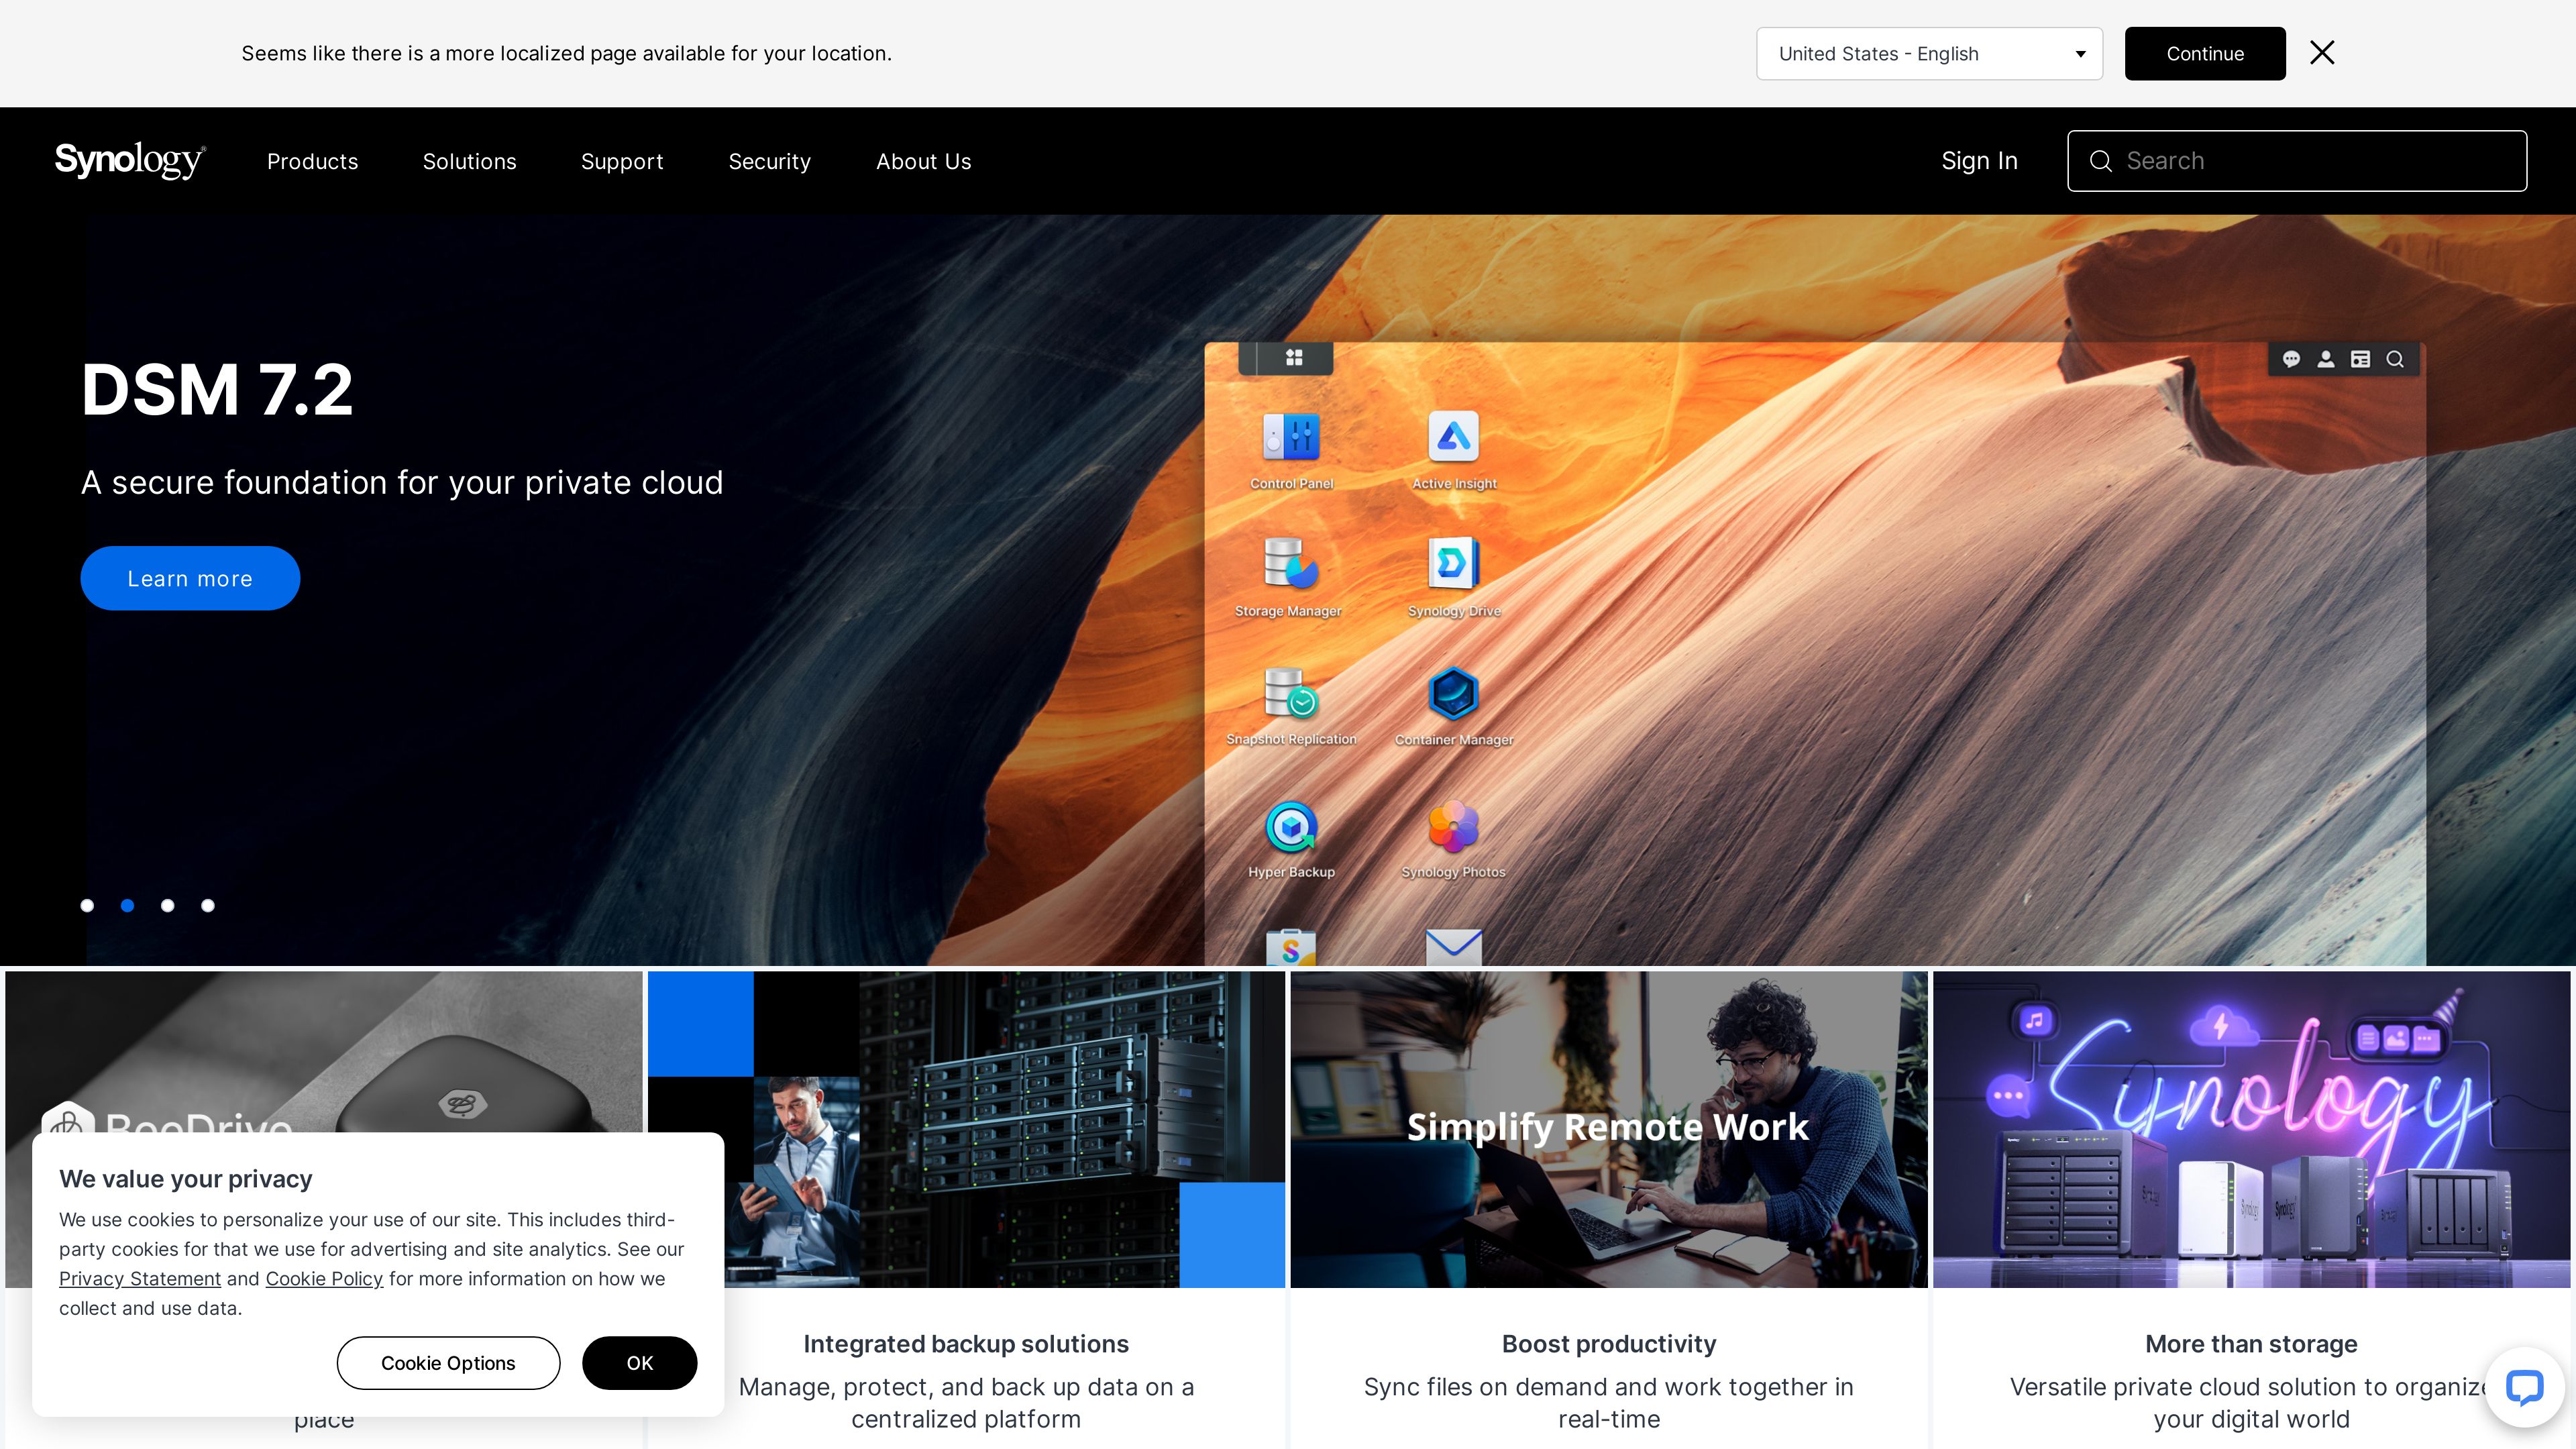 Seems like there is a more localized page available for your location.
United States - English
Continue
Synology®
Products
Solutions
Support
Security
About Us
Sign In
Search
DSM 7.2
A secure foundation for your private cloud
Learn more
Control Panel
Active Insight
Storage Manager
Synology Drive
Snapshot Replication
Container Manager
Hyper Backup
Synology Photos
BeeDrive
Simplify Remote Work
Synology
We value your privacy
We use cookies to personalize your use of our site. This includes third-
party cookies for that we use for advertising and site analytics. See our
Privacy Statement and Cookie Policy for more information on how we
collect and use data.
Cookie Options
OK
place
Integrated backup solutions
Manage, protect, and back up data on a
centralized platform
Boost productivity
Sync files on demand and work together in
real-time
More than storage
Versatile private cloud solution to organize
your digital world